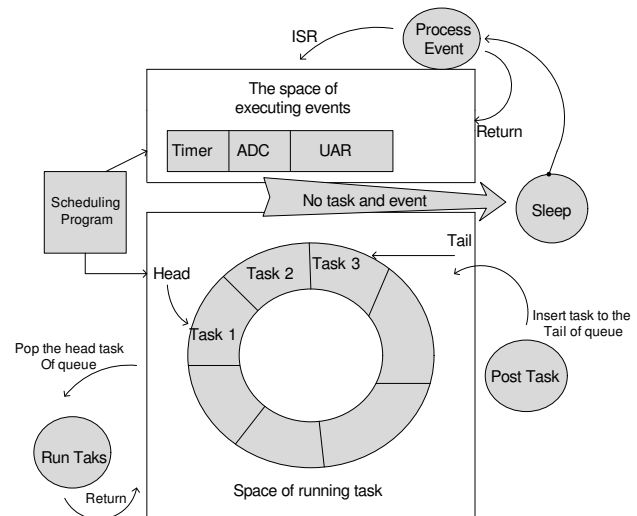 Process
Event
ISR
The space of
executing events
Return
Timer
ADC
UAR
Scheduling
Program
No task and event
Sleep
Tail
Head
Task 1
Task 2
Task 3
Insert task to the
Tail of queue
Post Task
Pop the head task
Of queue
Run Taks
Return
Space of running task